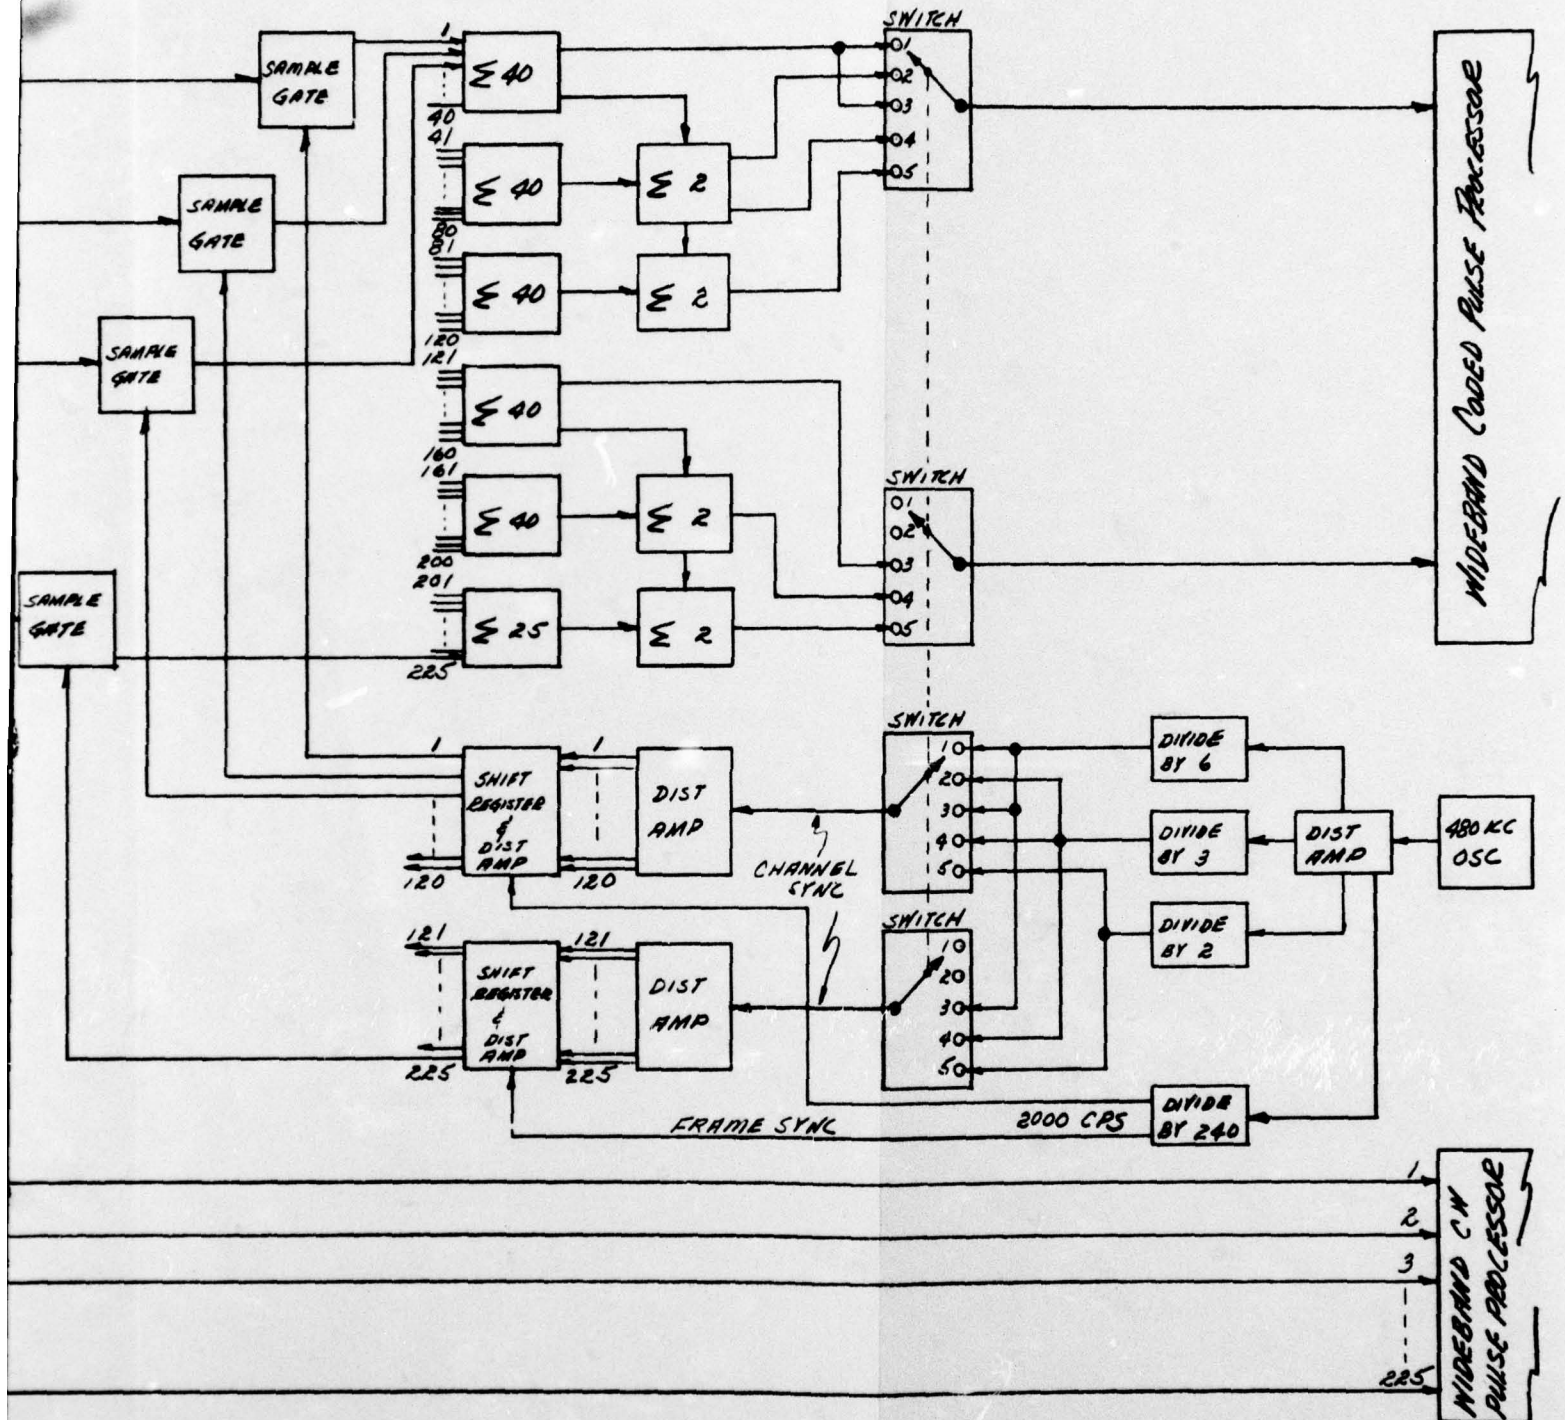 SWITCH
1
SAMPLE
GATE
Σ 40
01
02
03
04
05
40
41
SAMPLE
GATE
Σ 40
Σ 2
80
81
Σ 40
Σ 2
120
121
SAMPLE
GATE
Σ 40
160
161
SWITCH
Σ 40
Σ 2
01
02
03
04
05
200
201
SAMPLE
GATE
Σ 25
Σ 2
225
WIDEBAND CODED PULSE PROCESSOR
SWITCH
1
SHIFT
REGISTER
&
DIST
AMP
1
DIST
AMP
10
20
30
40
50
DIVIDE
BY 6
DIVIDE
BY 3
DIST
AMP
480 KC
OSC
120
120
CHANNEL
SYNC
DIVIDE
BY 2
SWITCH
121
SHIFT
REGISTER
&
DIST
AMP
121
DIST
AMP
10
20
30
40
50
225
225
FRAME SYNC
2000 CPS
DIVIDE
BY 240
1
2
3
225
WIDEBAND CW
PULSE PROCESSOR